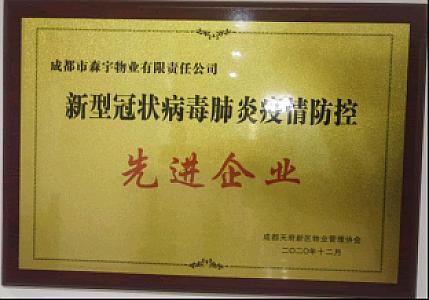 成都市森宇物业有限责任公司
新型冠状病毒肺炎疫情防控
先进企业
成都天府新区物业管理协会
二〇二〇年十二月